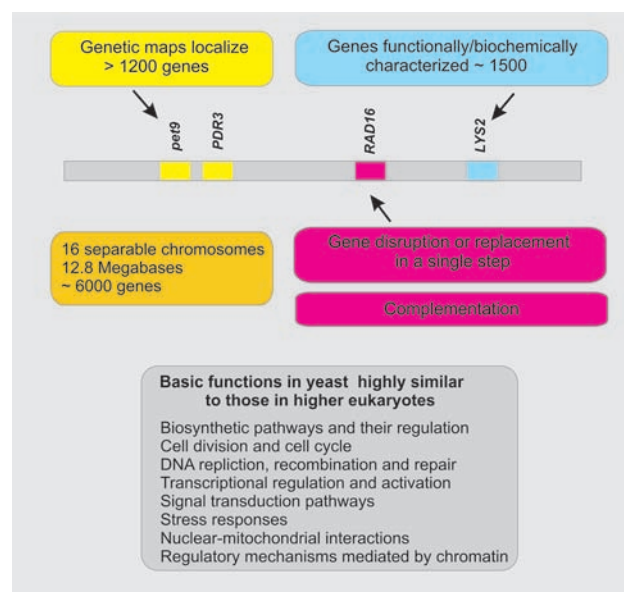 Genetic maps localize
> 1200 genes
Genes functionally/biochemically
characterized ~ 1500
pet9
PDR3
RAD16
LYS2
16 separable chromosomes
12.8 Megabases
~ 6000 genes
Gene disruption or replacement
in a single step
Complementation
Basic functions in yeast highly similar
to those in higher eukaryotes
Biosynthetic pathways and their regulation
Cell division and cell cycle
DNA repliction, recombination and repair
Transcriptional regulation and activation
Signal transduction pathways
Stress responses
Nuclear-mitochondrial interactions
Regulatory mechanisms mediated by chromatin